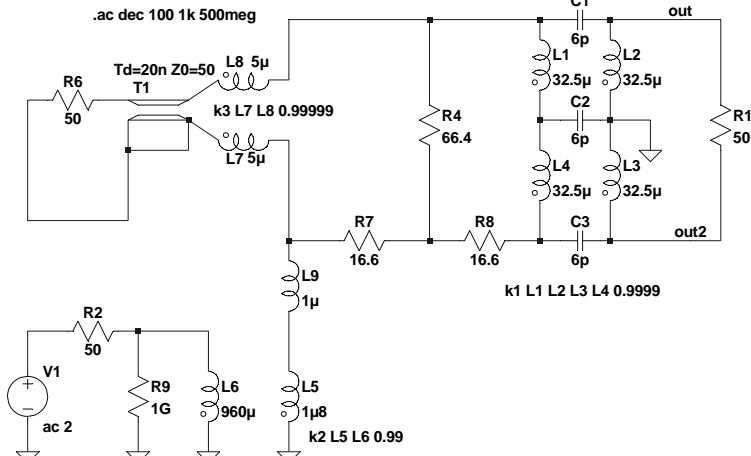 .ac dec 100 1k 500meg
C1
out
6p
L8 5µ
Td=20n Z0=50
T1
R6
50
L1
32.5µ
L2
32.5µ
k3 L7 L8 0.99999
R4
66.4
C2
6p
R1
50
L7 5µ
L4
32.5µ
L3
32.5µ
R7
16.6
R8
16.6
C3
6p
out2
L9
1µ
k1 L1 L2 L3 L4 0.9999
R2
50
V1
ac 2
R9
1G
L6
960µ
L5
1µ8
k2 L5 L6 0.99